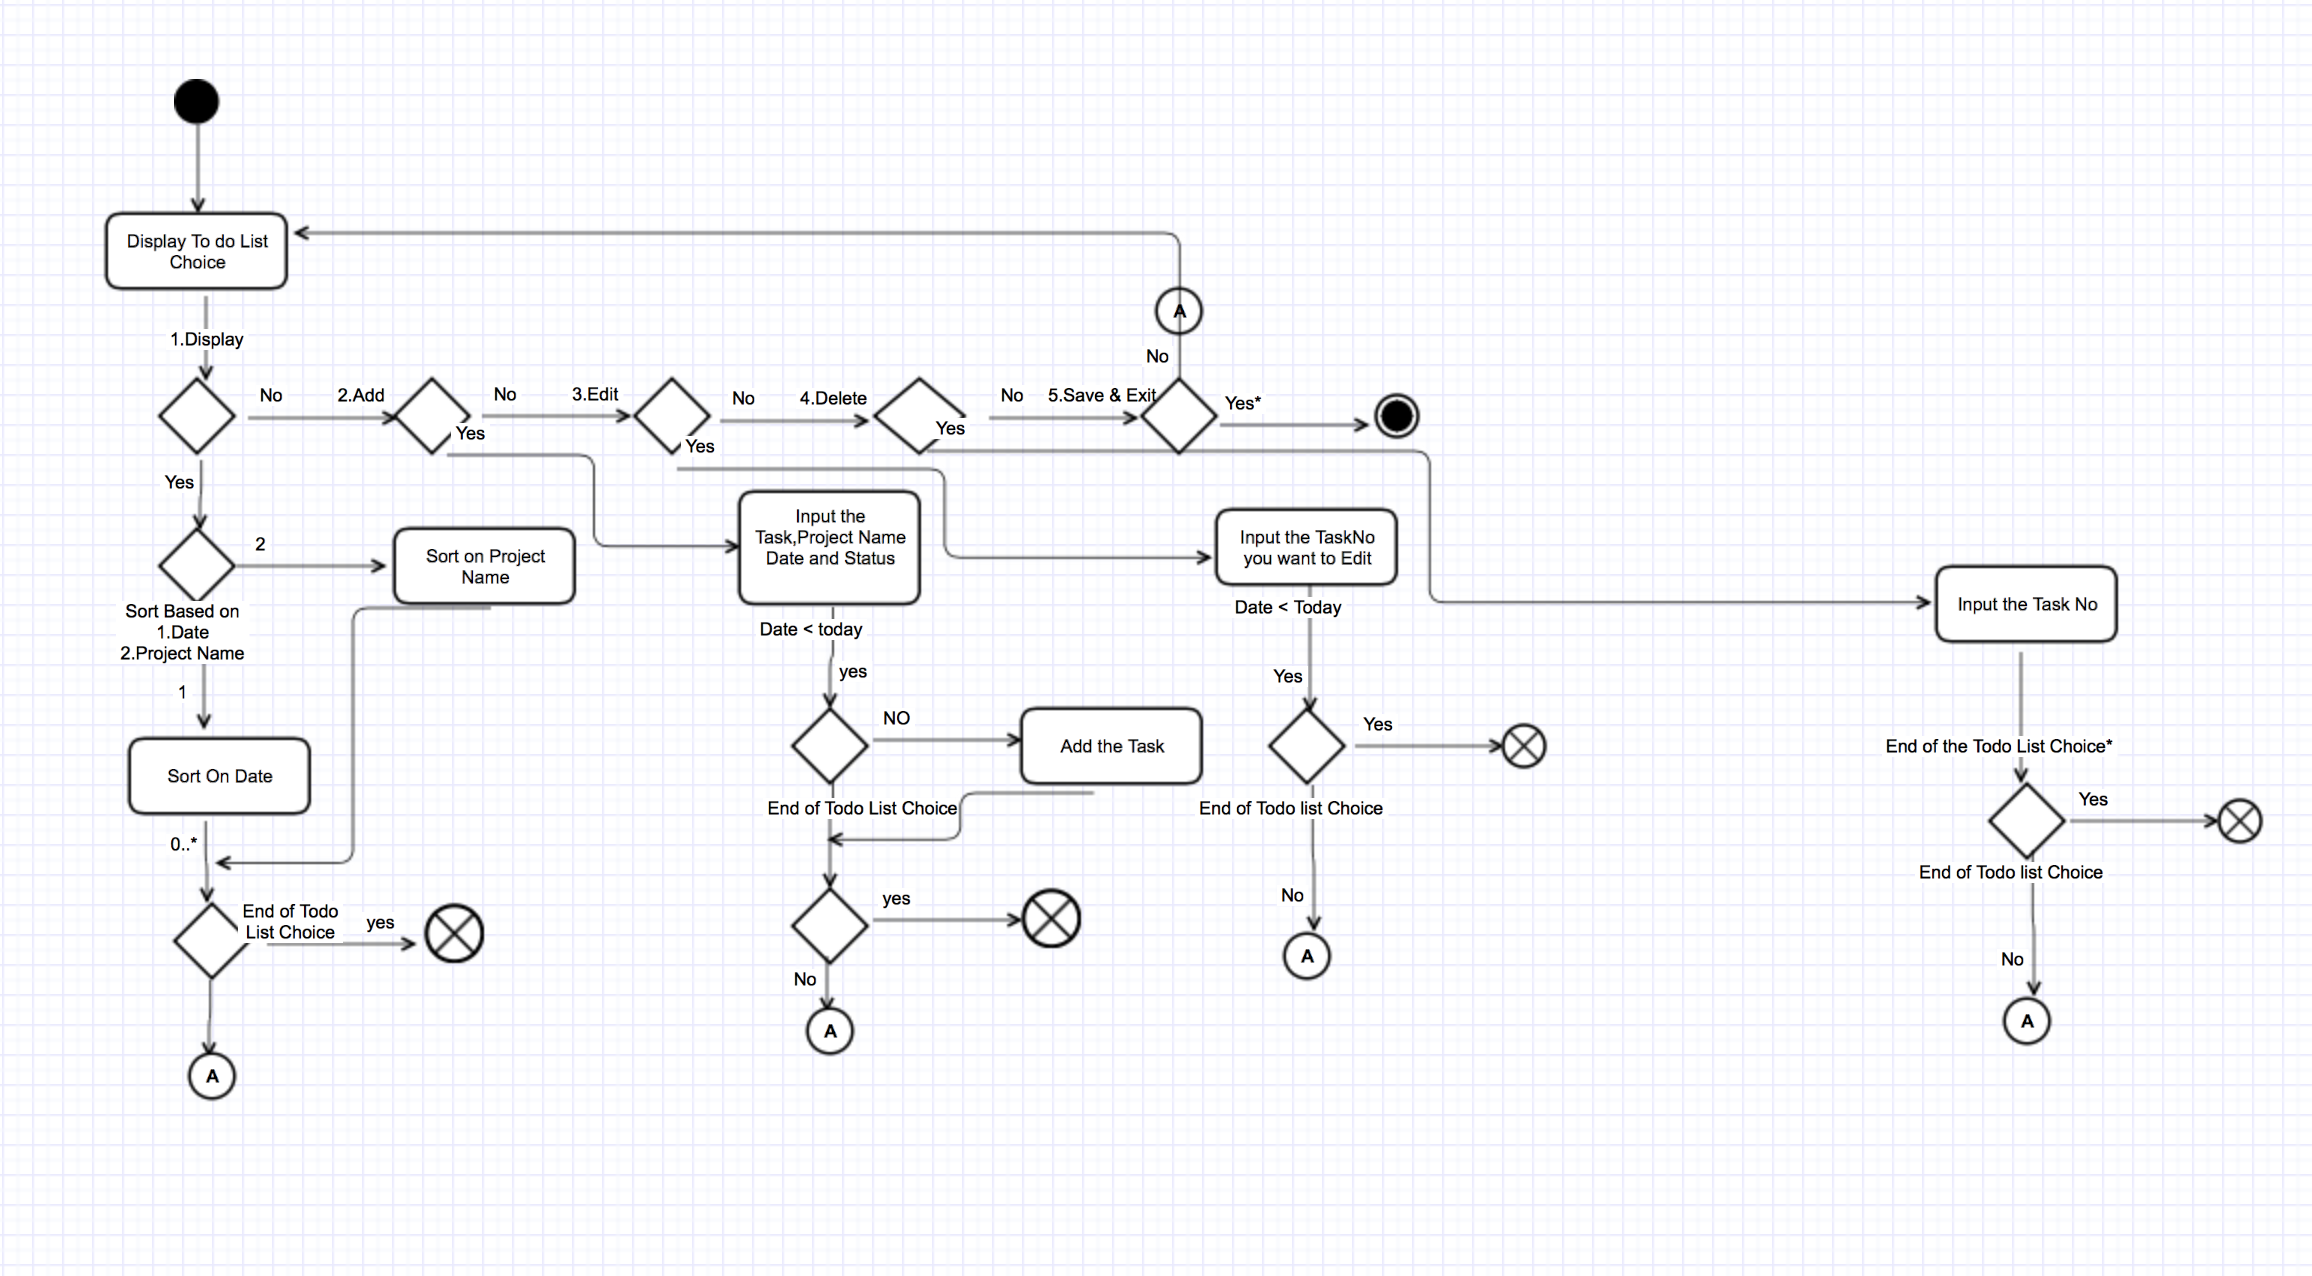 Display To do List
Choice
A
1.Display
No
No
2.Add
No
3.Edit
No
4.Delete
No
5.Save & Exit
Yes*
Yes
Yes
Yes
Yes
2
Sort on Project
Name
Input the
Task,Project Name
Date and Status
Input the TaskNo
you want to Edit
Input the Task No
Sort Based on
1.Date
2.Project Name
Date < today
Date < Today
1
yes
Yes
Sort On Date
NO
Add the Task
Yes
End of the Todo List Choice*
0..*
End of Todo List Choice
End of Todo list Choice
Yes
End of Todo list Choice
End of Todo
List Choice
yes
yes
No
No
No
A
A
A
A